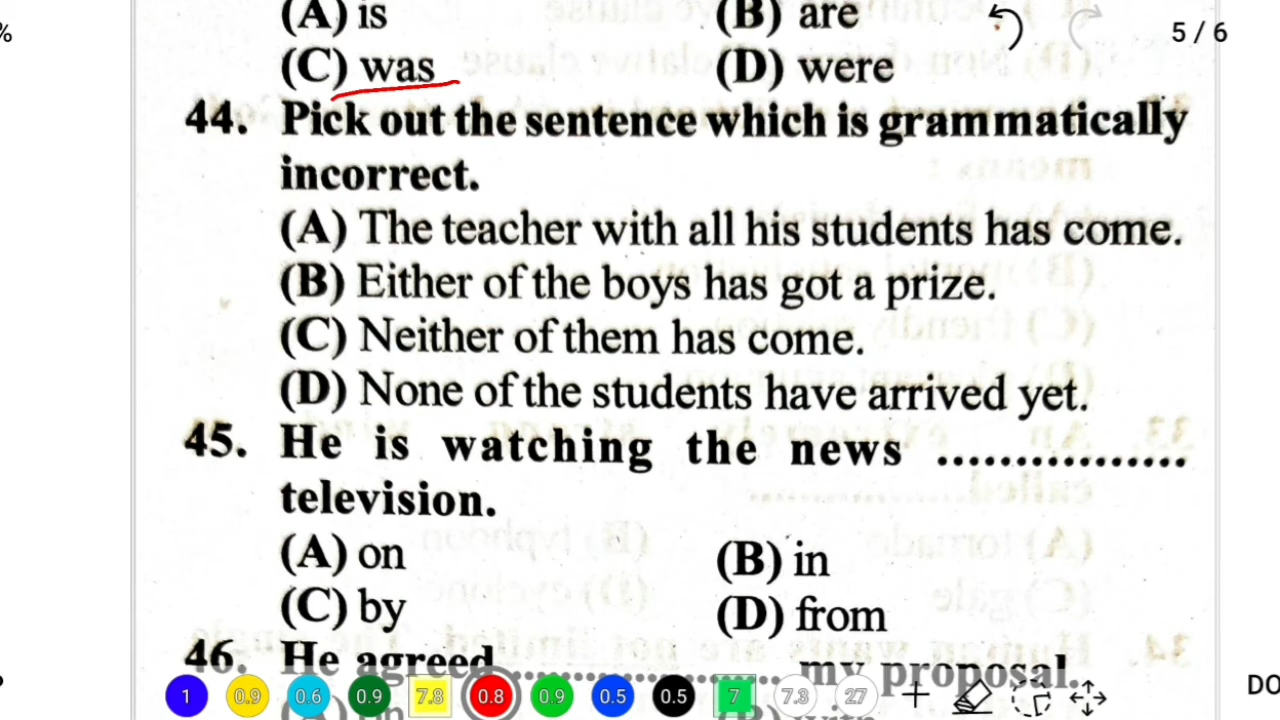 %
(A) is (B) are
5 / 6
(C) was (D) were
44. Pick out the sentence which is grammatically
incorrect.
(A) The teacher with all his students has come.
(B) Either of the boys has got a prize.
(C) Neither of them has come.
(D) None of the students have arrived yet.
45. He is watching the news ................
television.
(A) on (B) in
(C) by (D) from
46. He agreed ..................... my proposal.
1 0.9 0.6 0.9 7.8 0.8 0.9 0.5 0.5 7 7.3 27
DO